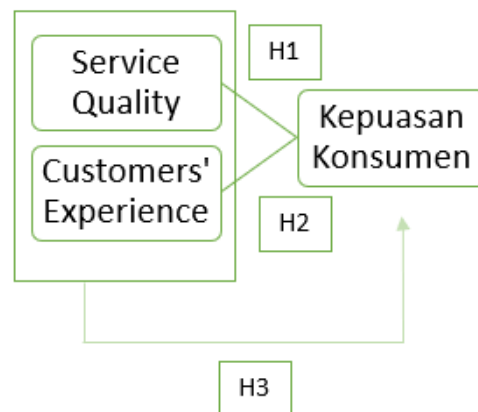 H1
Service
Quality
Kepuasan
Konsumen
Customers'
Experience
H2
H3